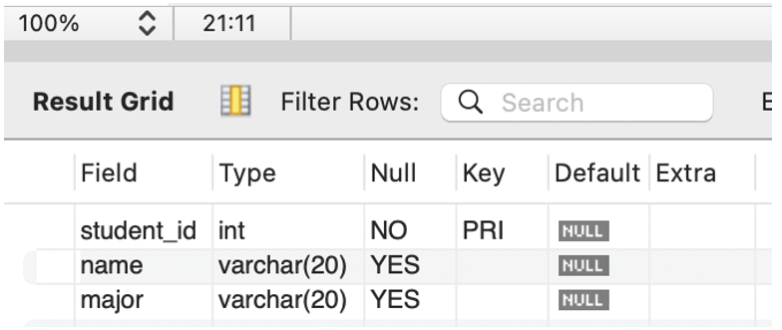 100% 21:11
Result Grid Filter Rows: Search E
Field Type Null Key Default Extra
student_id int NO PRI NULL
name varchar(20) YES NULL
major varchar(20) YES NULL